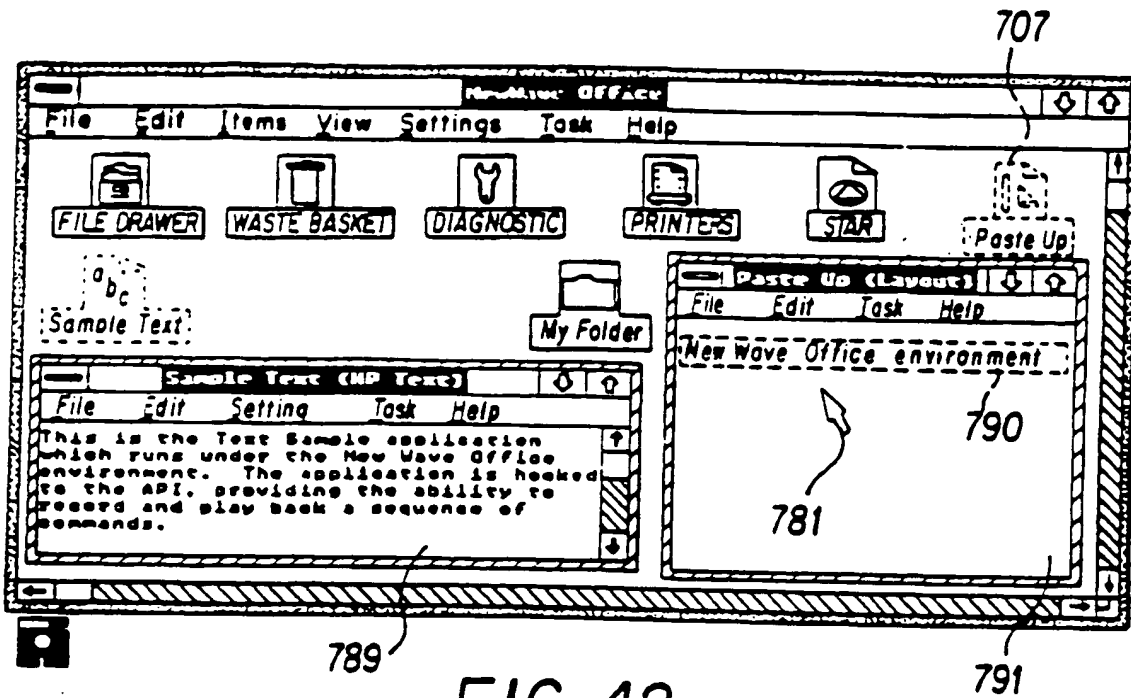 707
NewWave Office
File Edit Items View Settings Task Help
FILE DRAWER WASTE BASKET DIAGNOSTIC PRINTERS STAR Paste Up
abc
Sample Text
My Folder
Paste Up (Layout)
File Edit Task Help
New Wave Office environment
790
781
Sample Text (HP Text)
File Edit Setting Task Help
This is the Text Sample application
which runs under the New Wave Office
environment. The application is hooked
to the API, providing the ability to
record and play back a sequence of
commands.
789
791
FIG 42